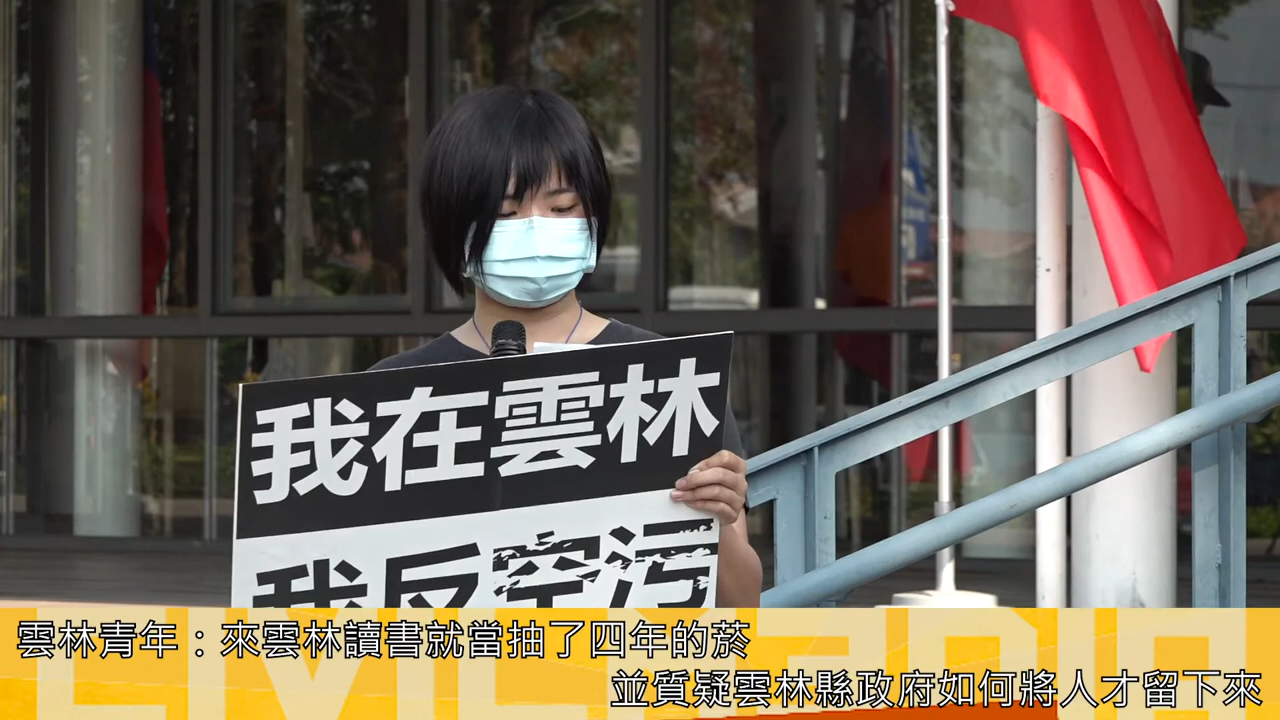 我在雲林
我反空污
雲林青年：來雲林讀書就當抽了四年的菸
並質疑雲林縣政府如何將人才留下來